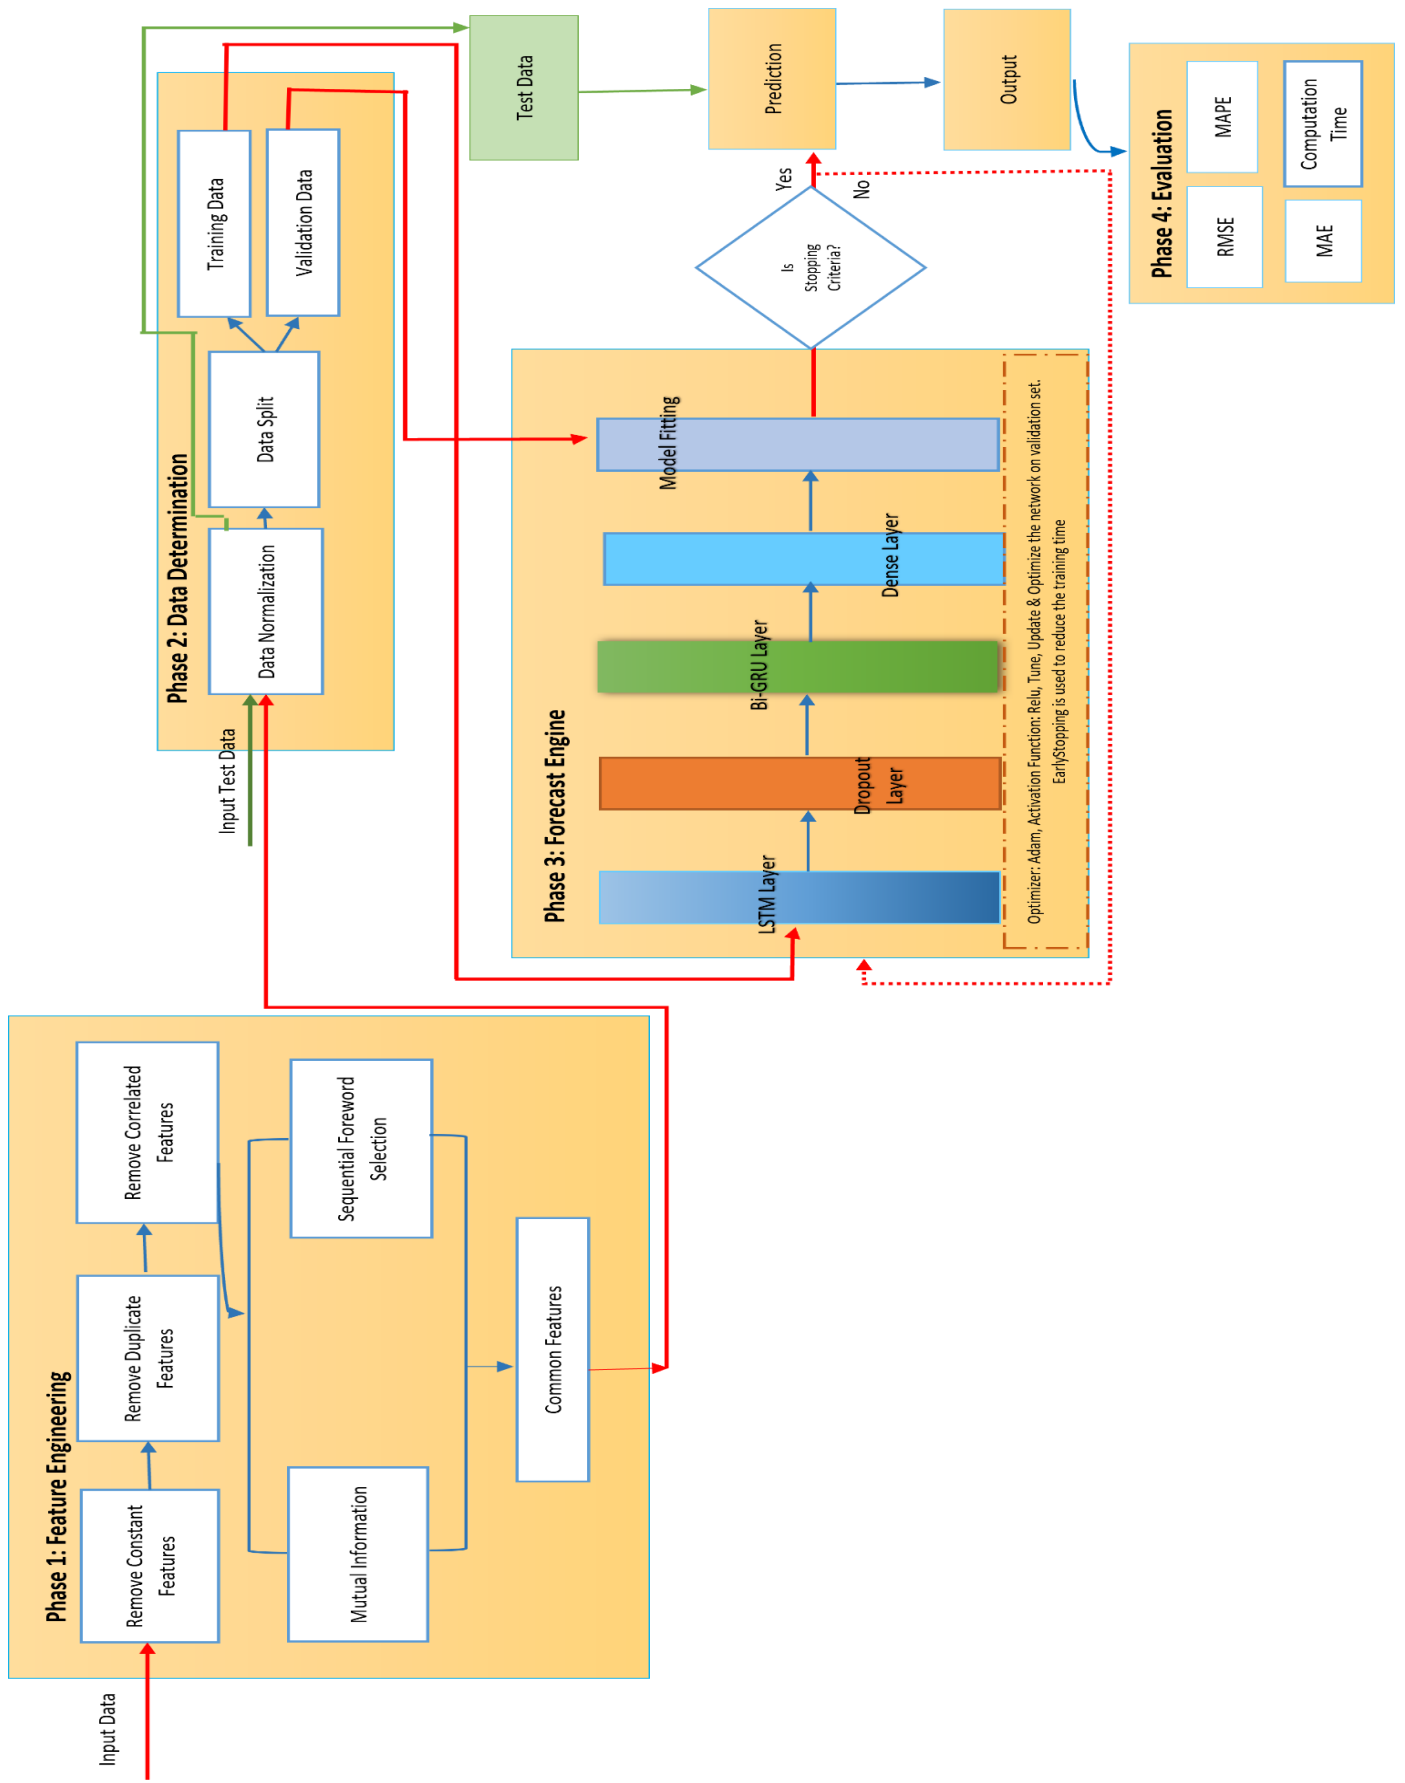 Input Data
Phase 1: Feature Engineering
Remove Constant
Features
Remove Duplicate
Features
Remove Correlated
Features
Mutual Information
Sequential Foreword
Selection
Common Features
Input Test Data
Phase 2: Data Determination
Data Normalization
Data Split
Training Data
Validation Data
Test Data
Phase 3: Forecast Engine
LSTM Layer
Dropout
Layer
Bi-GRU Layer
Dense Layer
Model Fitting
Optimizer: Adam, Activation Function: Relu, Tune, Update & Optimize the network on validation set.
EarlyStopping is used to reduce the training time
Is
Stopping
Criteria?
Yes
No
Prediction
Output
Phase 4: Evaluation
RMSE
MAPE
MAE
Computation
Time